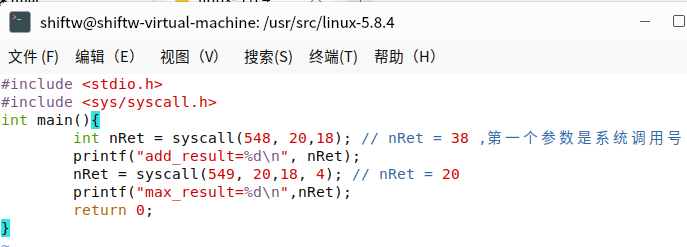 shiftw@shiftw-virtual-machine: /usr/src/linux-5.8.4
文件 (F) 编辑（E） 视图（V） 搜索(S) 终端(T) 帮助（H）
#include <stdio.h>
#include <sys/syscall.h>
int main(){
        int nRet = syscall(548, 20,18); // nRet = 38 ,第一个参数是系统调用号
        printf("add_result=%d\n", nRet);
        nRet = syscall(549, 20,18, 4); // nRet = 20
        printf("max_result=%d\n",nRet);
        return 0;
}
~